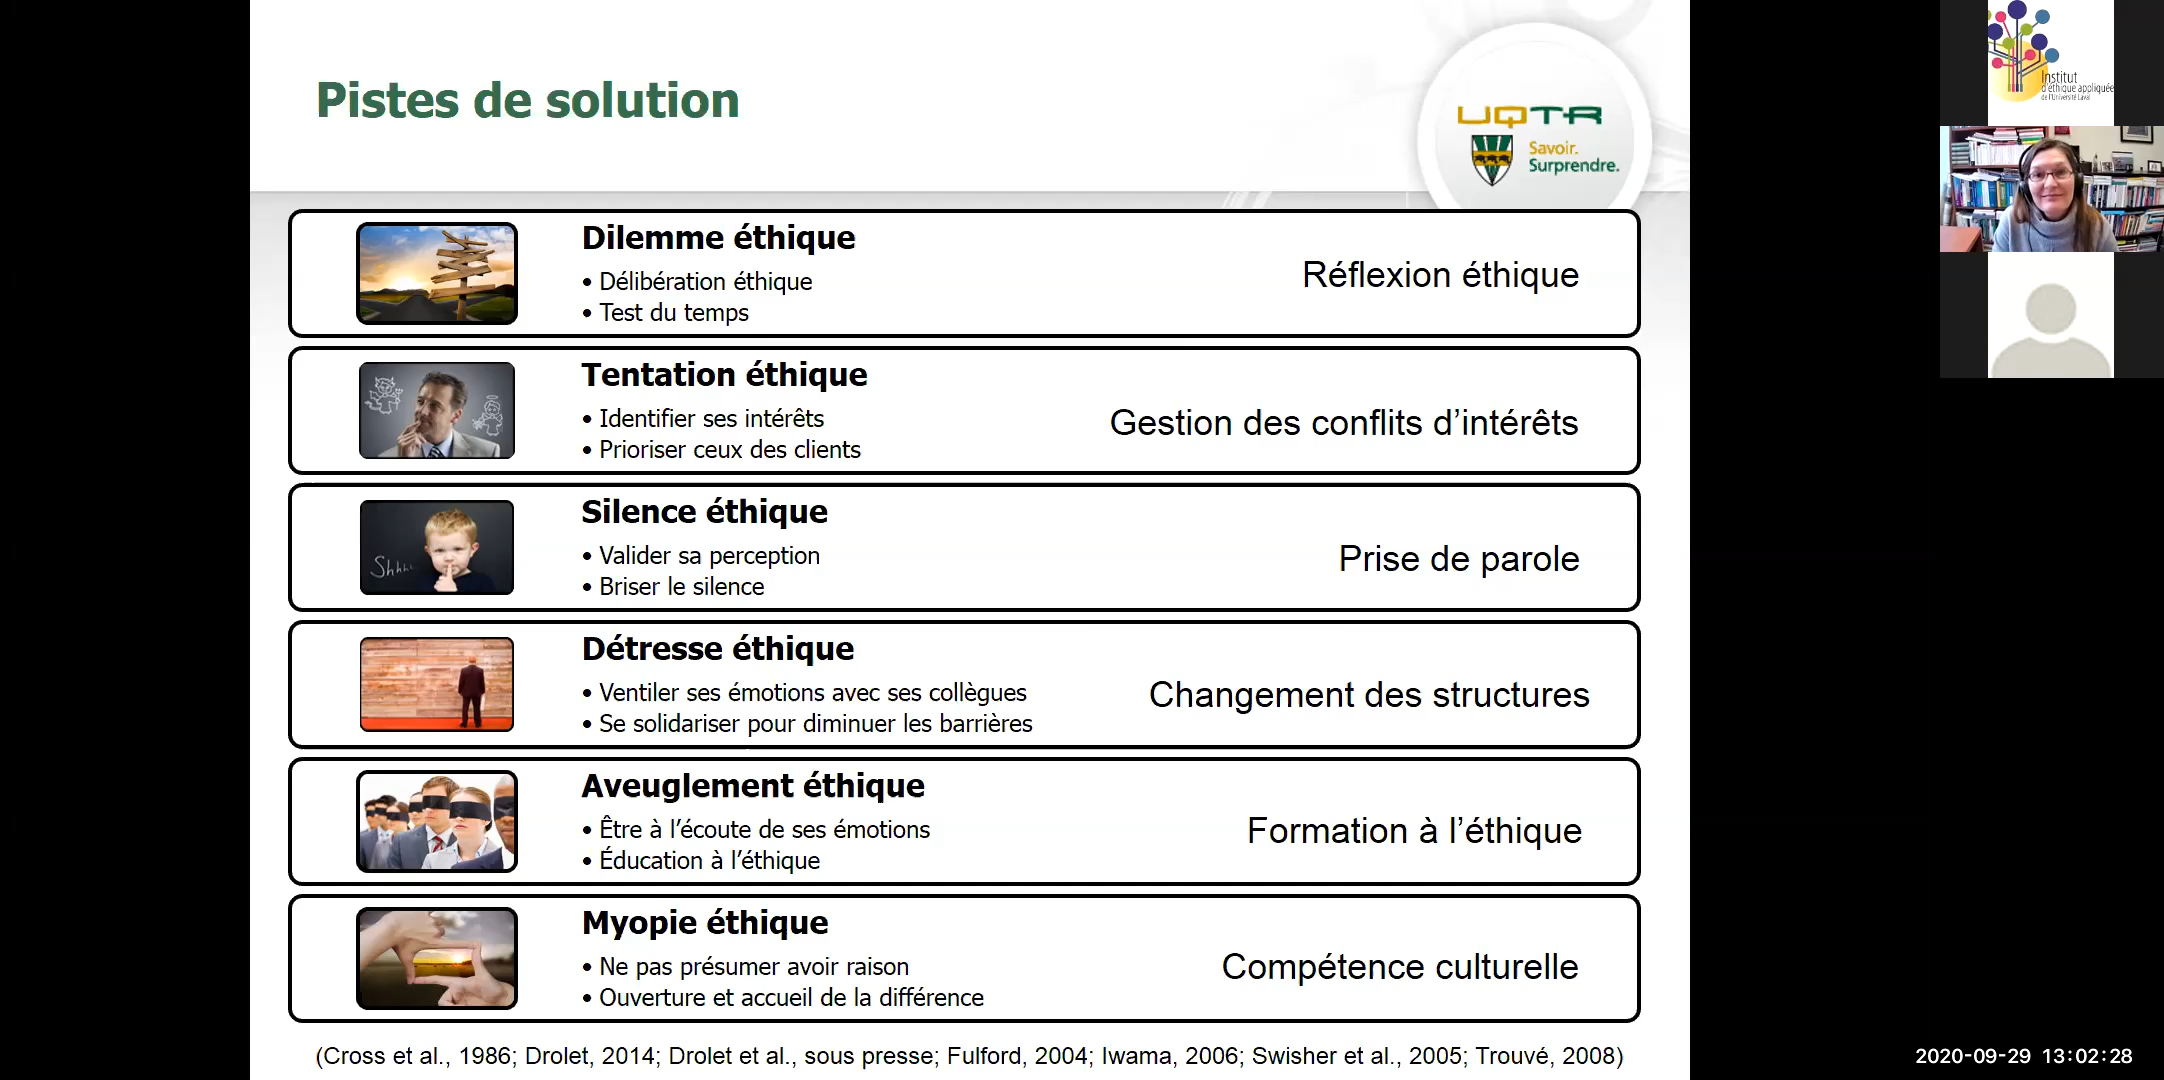 Pistes de solution
UQTR
Savoir.
Surprendre.
Institut
d'éthique appliquée
de l'Université Laval
Dilemme éthique
• Délibération éthique
• Test du temps
Réflexion éthique
Tentation éthique
• Identifier ses intérêts
• Prioriser ceux des clients
Gestion des conflits d’intérêts
Shhh
Silence éthique
• Valider sa perception
• Briser le silence
Prise de parole
Détresse éthique
• Ventiler ses émotions avec ses collègues
• Se solidariser pour diminuer les barrières
Changement des structures
Aveuglement éthique
• Être à l’écoute de ses émotions
• Éducation à l’éthique
Formation à l’éthique
Myopie éthique
• Ne pas présumer avoir raison
• Ouverture et accueil de la différence
Compétence culturelle
(Cross et al., 1986; Drolet, 2014; Drolet et al., sous presse; Fulford, 2004; Iwama, 2006; Swisher et al., 2005; Trouvé, 2008)
2020-09-29 13:02:28